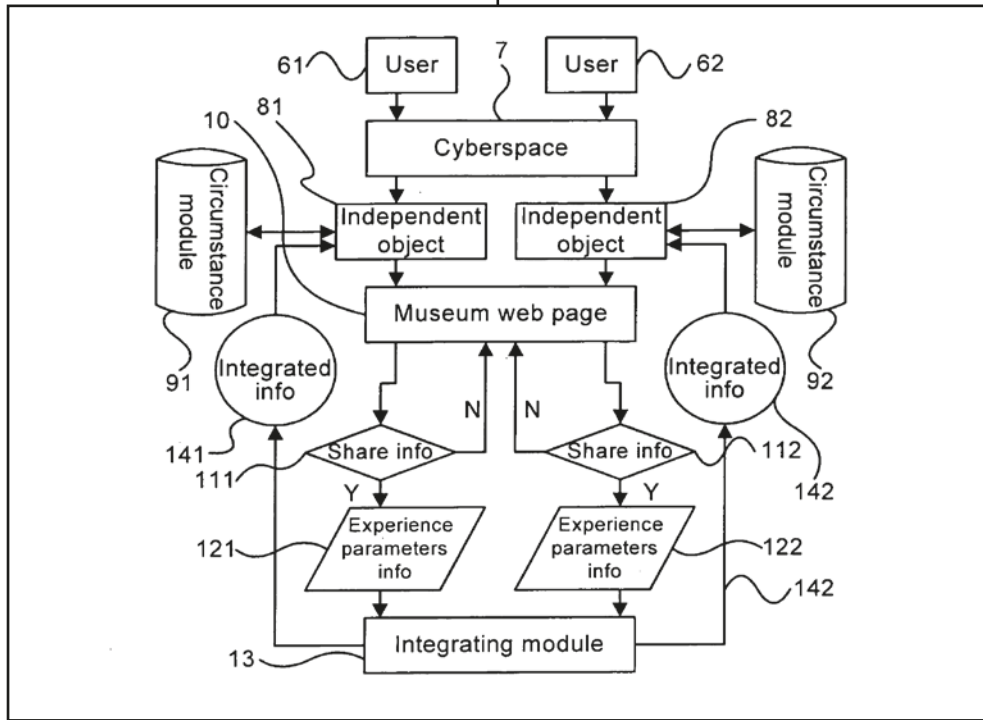 61
User
7
User
62
81
10
82
Cyberspace
Circumstance
module
Independent
object
Independent
object
Circumstance
module
Museum web page
91
Integrated
info
Integrated
info
92
N
N
141
111
Share info
Share info
112
142
Y
Y
121
Experience
parameters
info
Experience
parameters
info
122
142
13
Integrating module